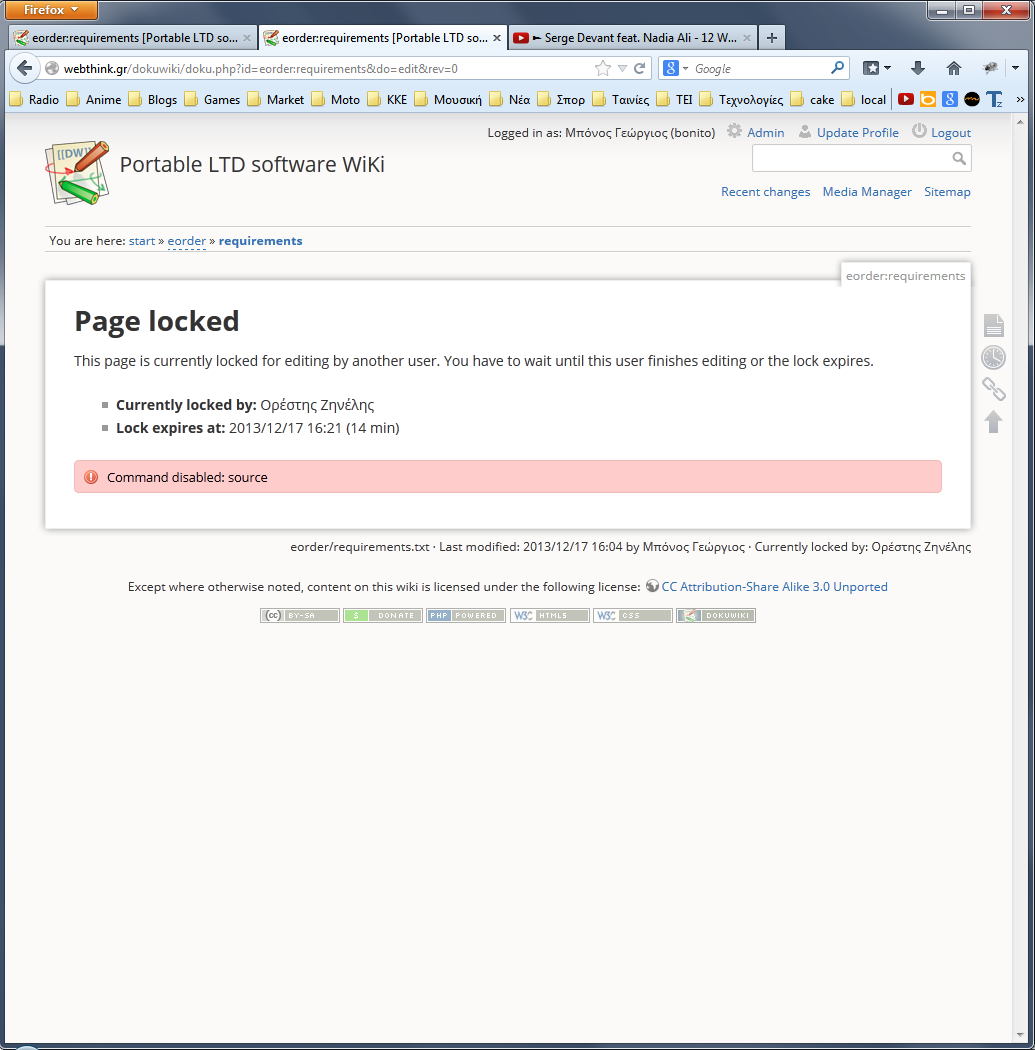 Firefox
eorder:requirements [Portable LTD so...
eorder:requirements [Portable LTD so...
Serge Devant feat. Nadia Ali - 12 W...
webthink.gr/dokuwiki/doku.php?id=eorder:requirements&do=edit&rev=0
Google
Radio Anime Blogs Games Market Moto KKE Μουσική Νέα Σπορ Ταινίες TEI Τεχνολογίες cake local
Logged in as: Μπόνος Γεώργιος (bonito) Admin Update Profile Logout
[[DW]]
Portable LTD software WiKi
Recent changes Media Manager Sitemap
You are here: start » eorder » requirements
eorder:requirements
Page locked
This page is currently locked for editing by another user. You have to wait until this user finishes editing or the lock expires.
Currently locked by: Ορέστης Ζηνέλης
Lock expires at: 2013/12/17 16:21 (14 min)
Command disabled: source
eorder/requirements.txt · Last modified: 2013/12/17 16:04 by Μπόνος Γεώργιος · Currently locked by: Ορέστης Ζηνέλης
Except where otherwise noted, content on this wiki is licensed under the following license: CC Attribution-Share Alike 3.0 Unported
(cc) BY-SA $ DONATE PHP POWERED W3C HTML5 W3C CSS DOKUWIKI